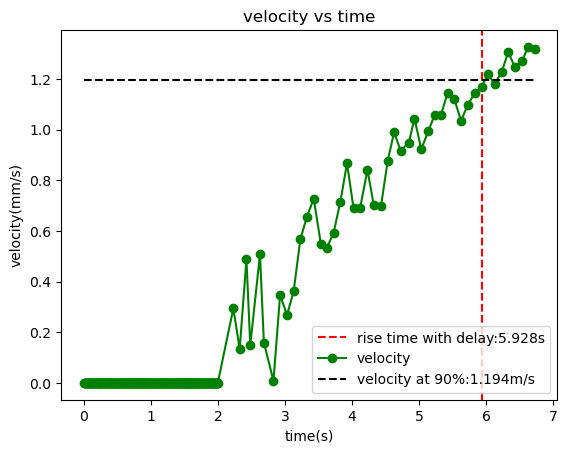 velocity vs time
velocity(mm/s)
1.2
1.0
0.8
0.6
0.4
0.2
0.0
rise time with delay:5.928s
velocity
velocity at 90%:1.194m/s
0 1 2 3 4 5 6 7
time(s)